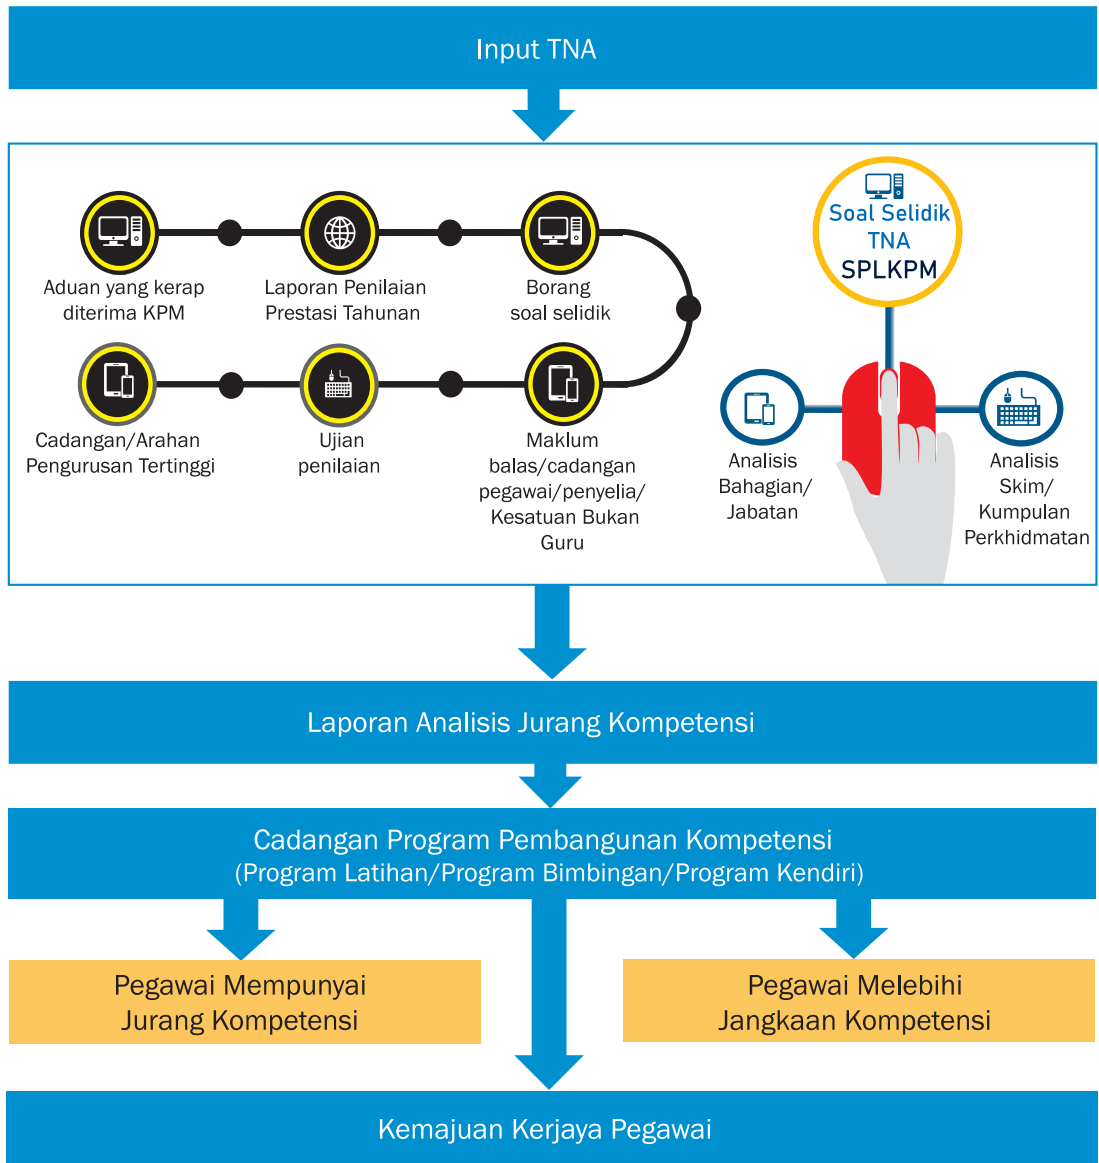 Input TNA
Aduan yang kerap
diterima KPM
Laporan Penilaian
Prestasi Tahunan
Borang
soal selidik
Cadangan/Arahan
Pengurusan Tertinggi
Ujian
penilaian
Maklum
balas/cadangan
pegawai/penyelia/
Kesatuan Bukan
Guru
Soal Selidik
TNA
SPLKPM
Analisis
Bahagian/
Jabatan
Analisis
Skim/
Kumpulan
Perkhidmatan
Laporan Analisis Jurang Kompetensi
Cadangan Program Pembangunan Kompetensi
(Program Latihan/Program Bimbingan/Program Kendiri)
Pegawai Mempunyai
Jurang Kompetensi
Pegawai Melebihi
Jangkaan Kompetensi
Kemajuan Kerjaya Pegawai